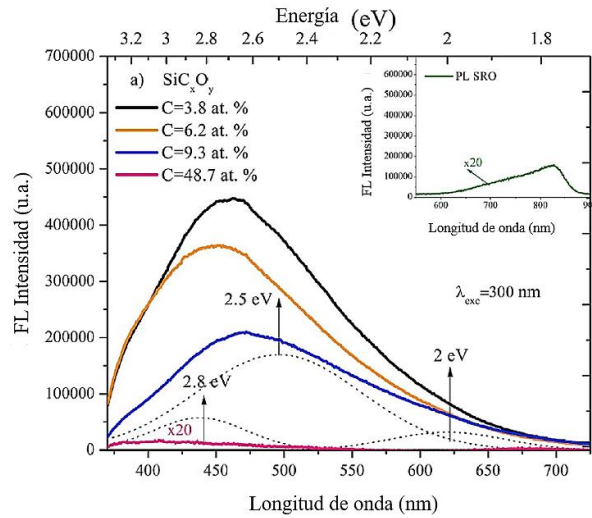 Energía (eV)
3.2 3 2.8 2.6 2.4 2.2 2 1.8
700000
600000
500000
400000
300000
200000
100000
0
FL Intensidad (u.a.)
a) SiCxOy
C=3.8 at. %
C=6.2 at. %
C=9.3 at. %
C=48.7 at. %
PL SRO
600000
500000
400000
300000
200000
100000
0
FL Intensidad (u.a.)
x20
600 700 800 90
Longitud de onda (nm)
λexc=300 nm
2.5 eV
2 eV
2.8 eV
x20
400 450 500 550 600 650 700
Longitud de onda (nm)